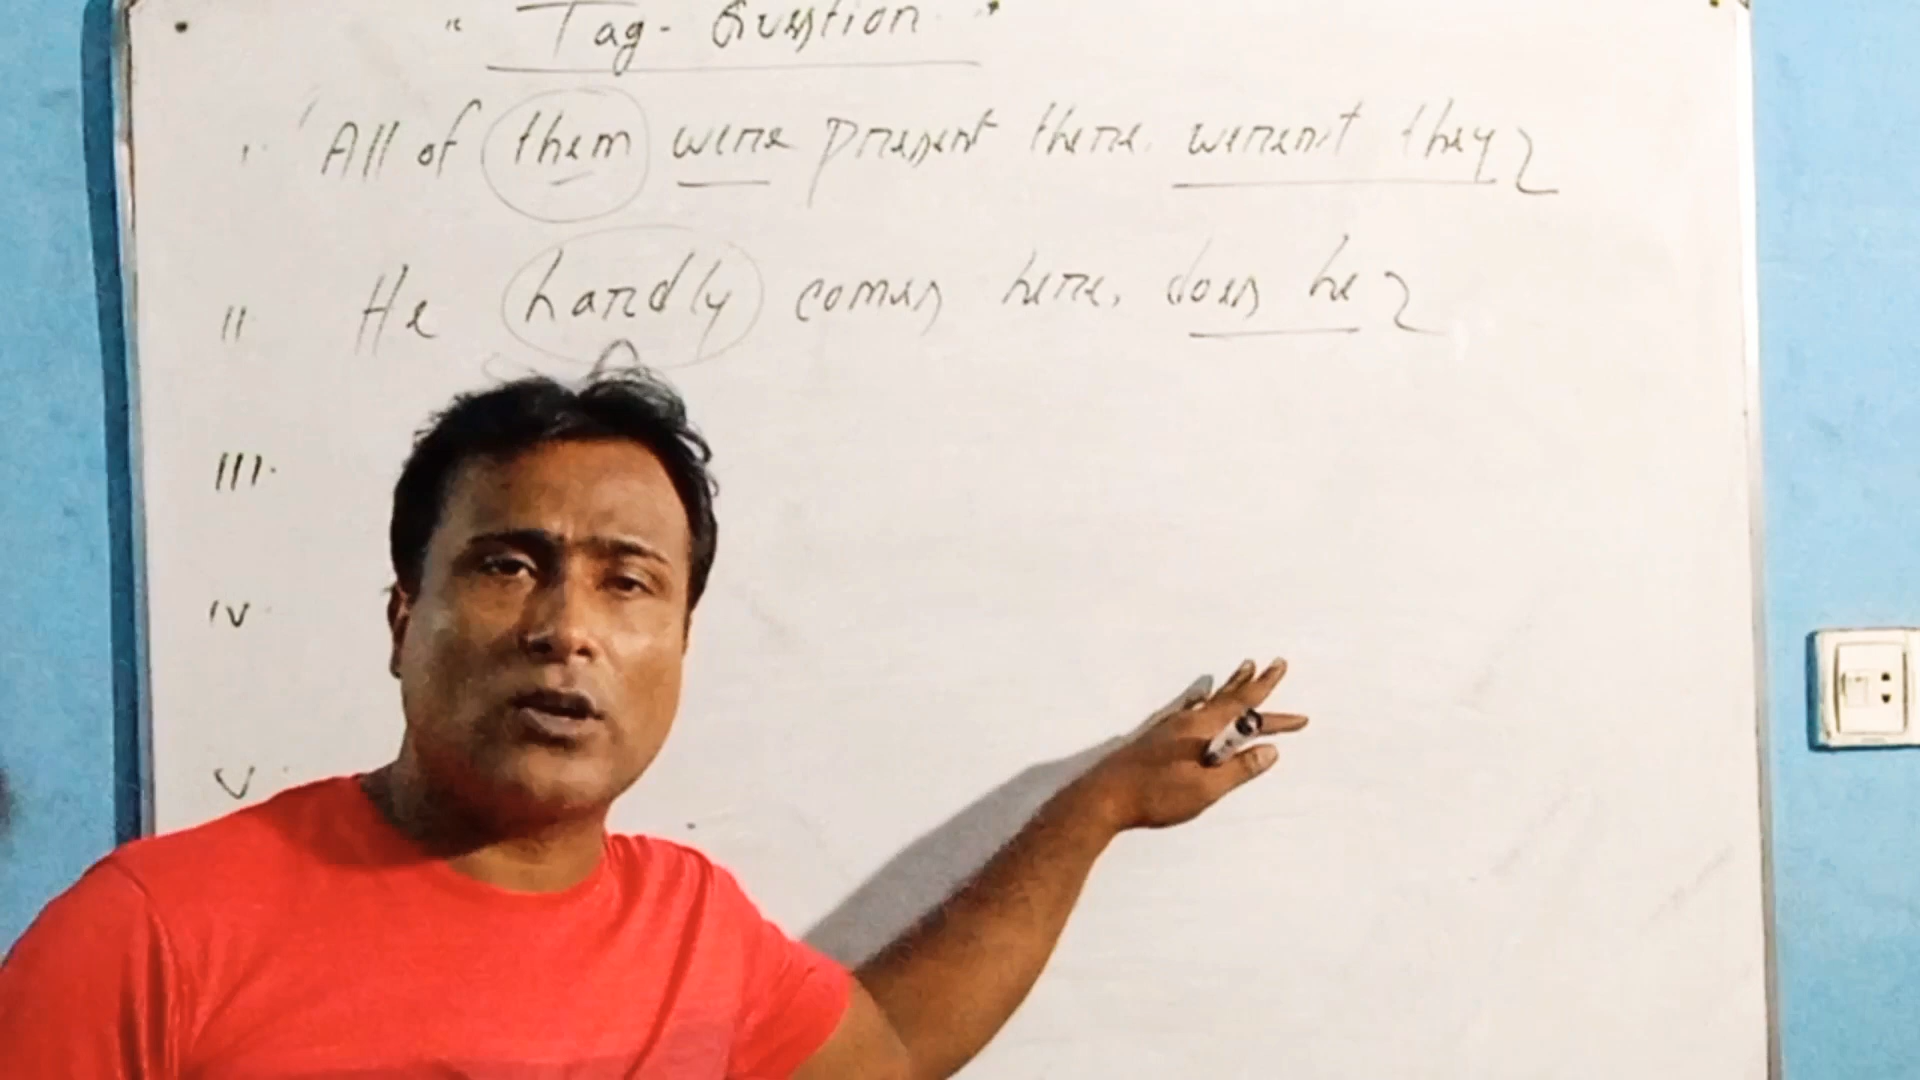 " Tag - Question "
i. All of them were present there. weren't they?
ii He hardly comes here, does he?
iii.
iv
v